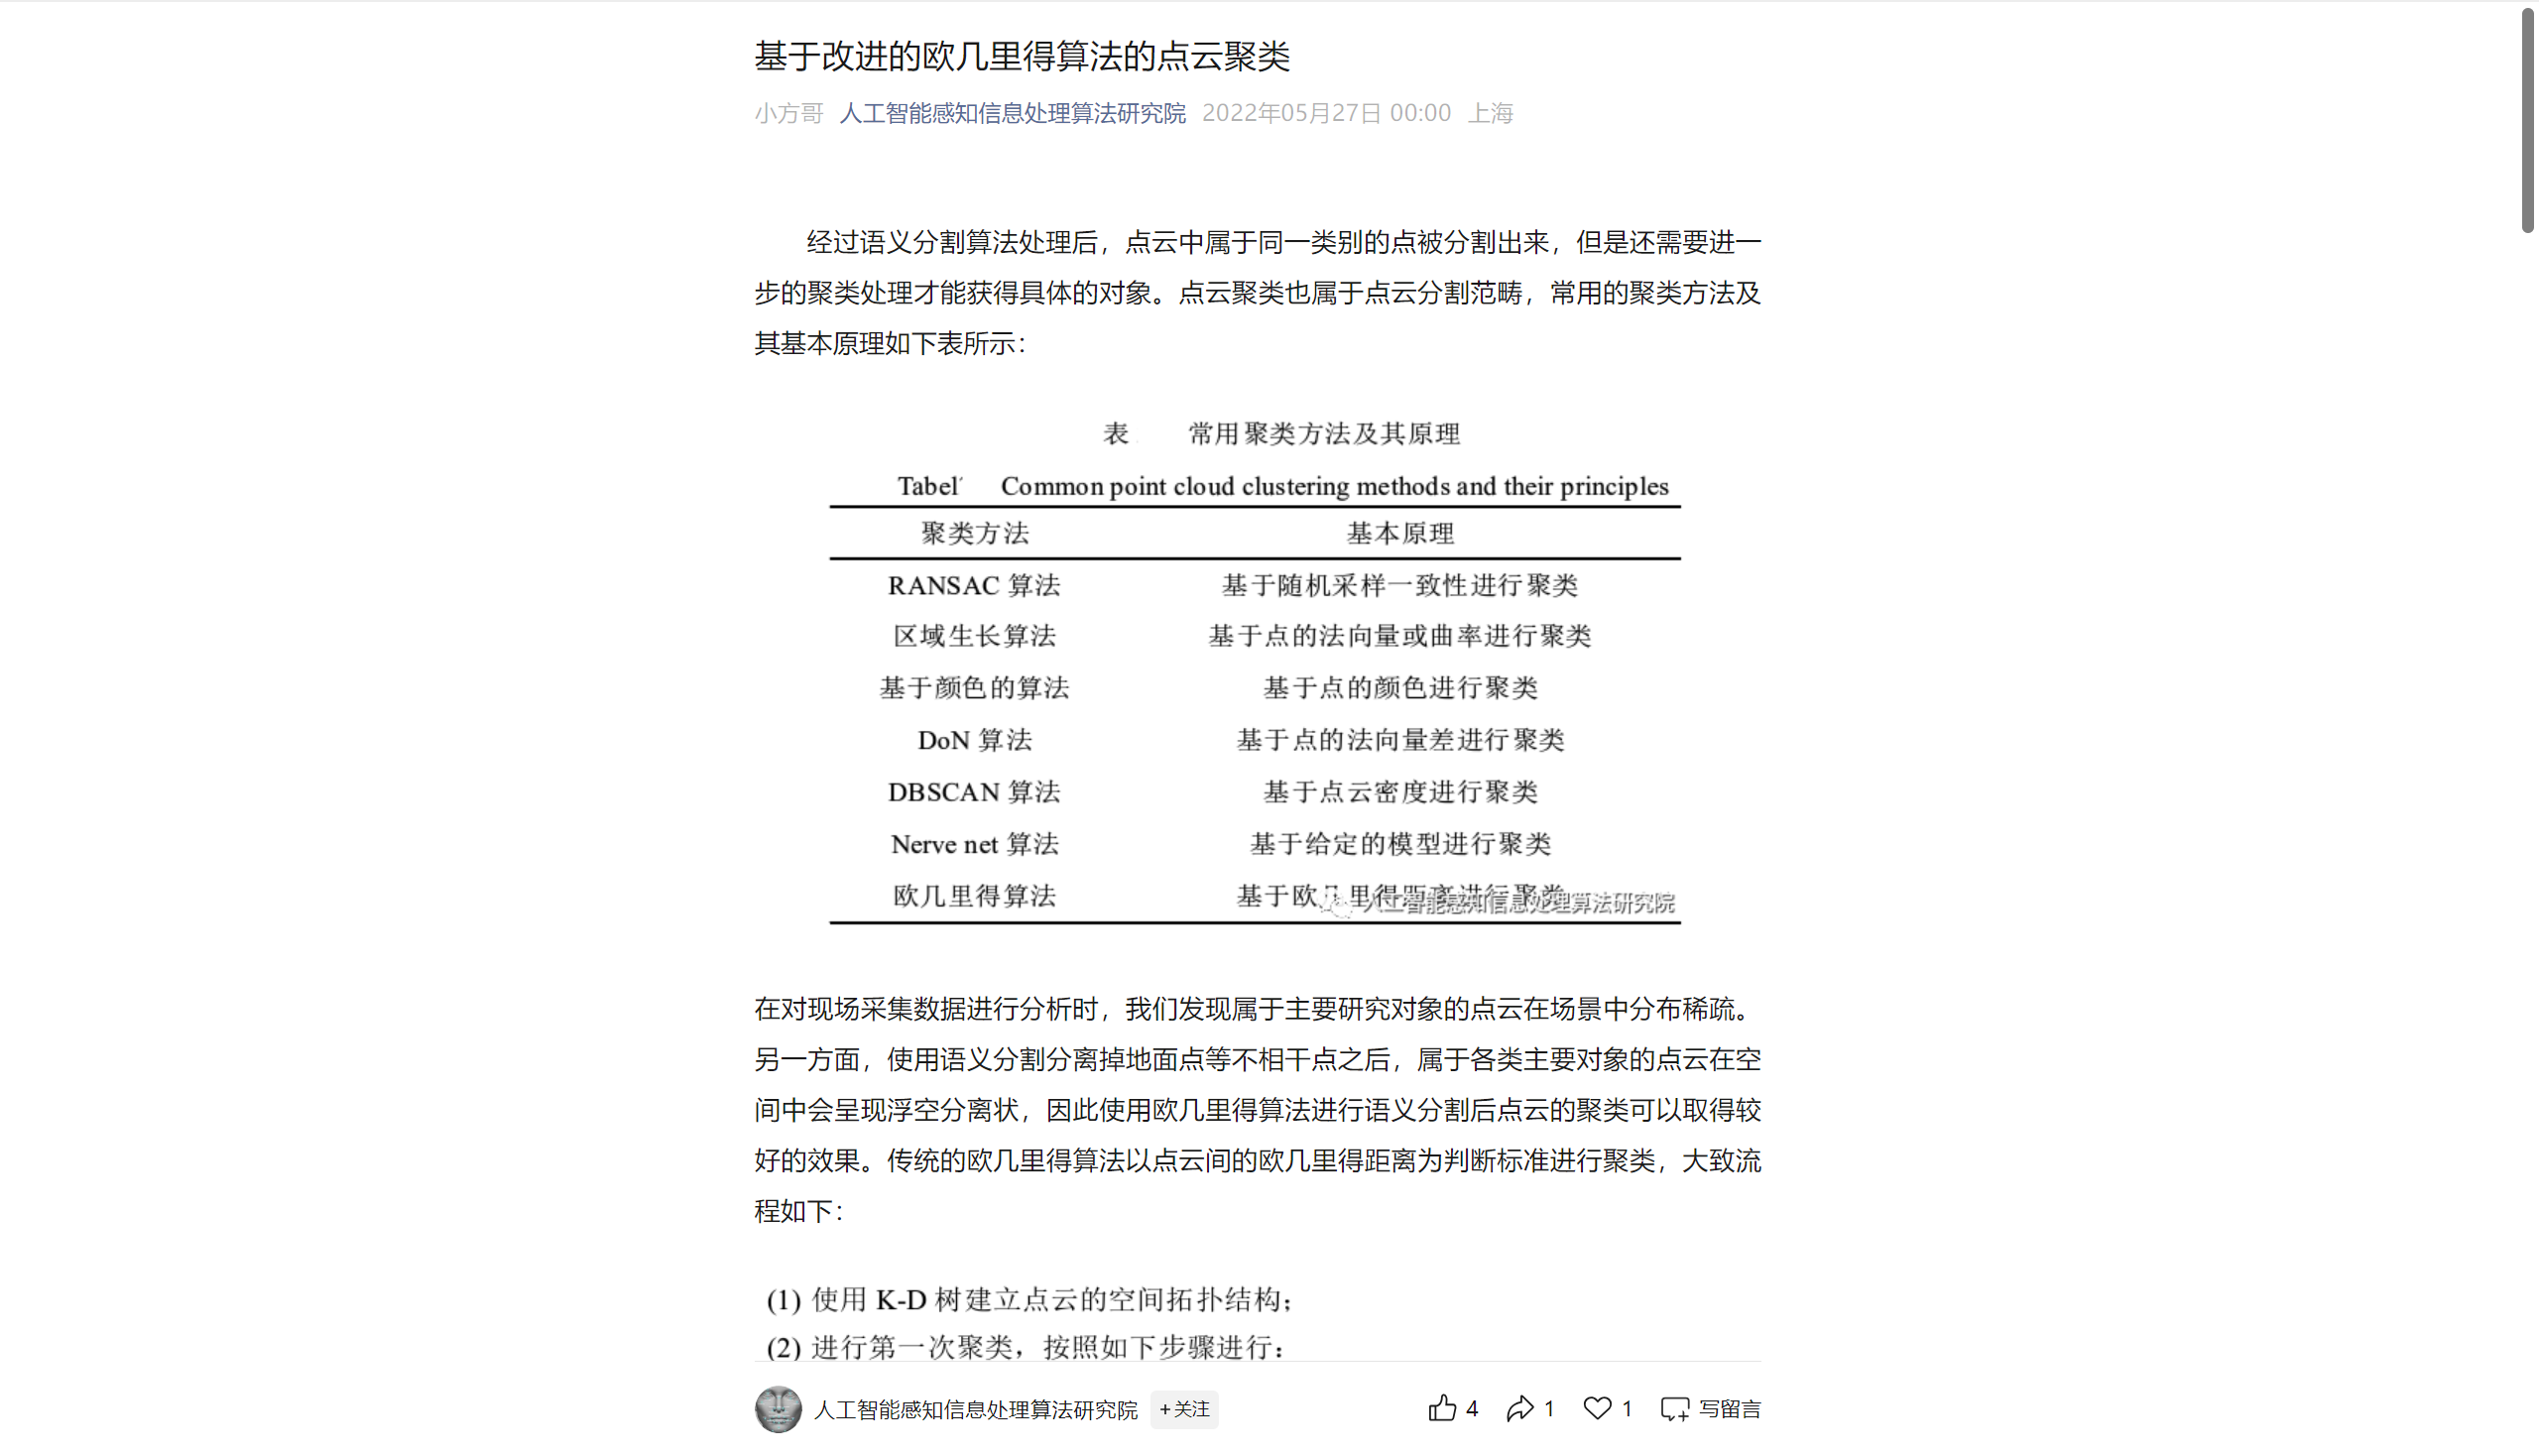 基于改进的欧几里得算法的点云聚类
小方哥 人工智能感知信息处理算法研究院 2022年05月27日 00:00 上海
经过语义分割算法处理后，点云中属于同一类别的点被分割出来，但是还需要进一
步的聚类处理才能获得具体的对象。点云聚类也属于点云分割范畴，常用的聚类方法及
其基本原理如下表所示：
表 常用聚类方法及其原理
Tabel Common point cloud clustering methods and their principles
聚类方法 基本原理
RANSAC 算法 基于随机采样一致性进行聚类
区域生长算法 基于点的法向量或曲率进行聚类
基于颜色的算法 基于点的颜色进行聚类
DoN 算法 基于点的法向量差进行聚类
DBSCAN 算法 基于点云密度进行聚类
Nerve net 算法 基于给定的模型进行聚类
欧几里得算法 基于欧几里得距离进行聚类
人工智能感知信息处理算法研究院
在对现场采集数据进行分析时，我们发现属于主要研究对象的点云在场景中分布稀疏。
另一方面，使用语义分割分离掉地面点等不相干点之后，属于各类主要对象的点云在空
间中会呈现浮空分离状，因此使用欧几里得算法进行语义分割后点云的聚类可以取得较
好的效果。传统的欧几里得算法以点云间的欧几里得距离为判断标准进行聚类，大致流
程如下：
(1) 使用 K-D 树建立点云的空间拓扑结构；
(2) 进行第一次聚类，按照如下步骤进行：
人工智能感知信息处理算法研究院 +关注 4 1 1 写留言